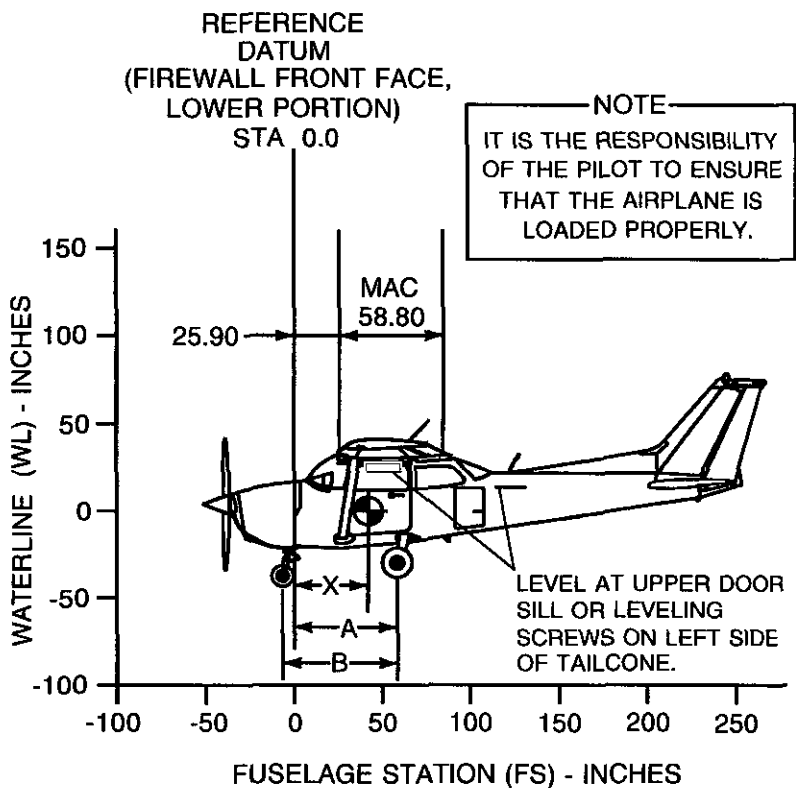 REFERENCE
DATUM
(FIREWALL FRONT FACE,
LOWER PORTION)
STA 0.0
NOTE
IT IS THE RESPONSIBILITY
OF THE PILOT TO ENSURE
THAT THE AIRPLANE IS
LOADED PROPERLY.
MAC
58.80
25.90
WATERLINE (WL) - INCHES
150
100
50
0
-50
-100
X
A
B
LEVEL AT UPPER DOOR
SILL OR LEVELING
SCREWS ON LEFT SIDE
OF TAILCONE.
-100 -50 0 50 100 150 200 250
FUSELAGE STATION (FS) - INCHES